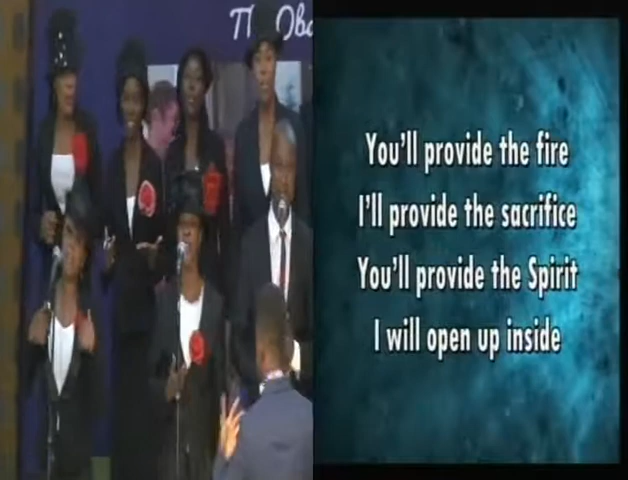 You'll provide the fire
I'll provide the sacrifice
You'll provide the Spirit
I will open up inside